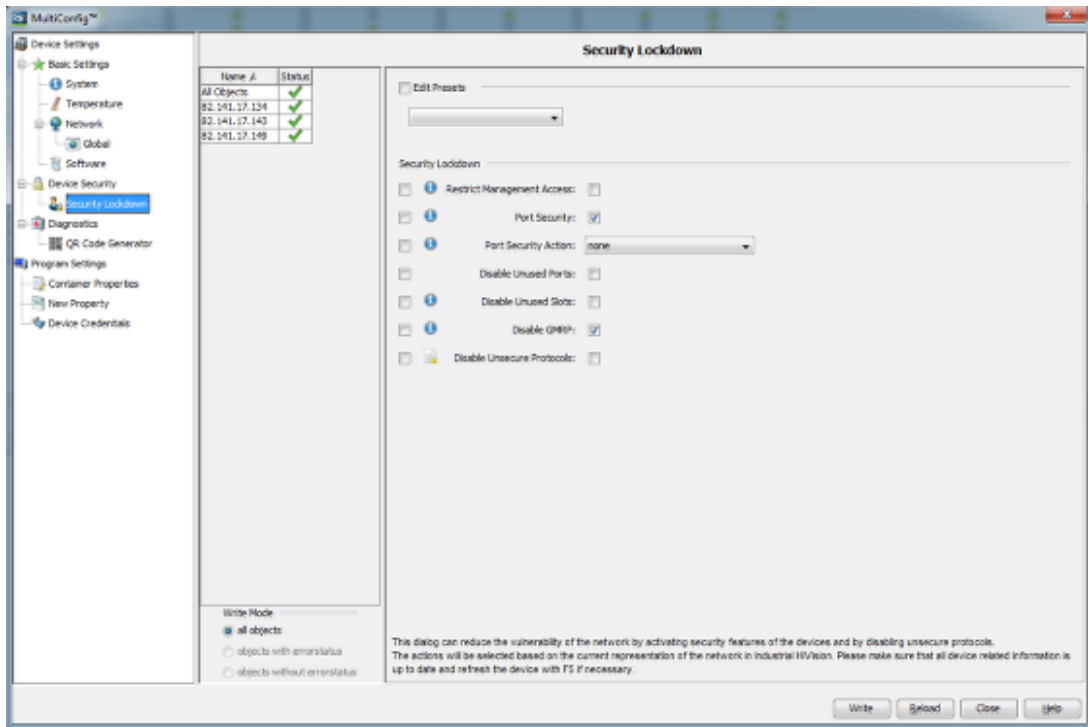 MultiConfig™
Device Settings
Basic Settings
System
Temperature
Network
Global
Software
Device Security
Security Lockdown
Diagnostics
QR Code Generator
Program Settings
Container Properties
New Property
Device Credentials
Name Status
All Objects
82.141.17.134
82.141.17.143
82.141.17.149
Write Mode
all objects
objects with errorstatus
objects without errorstatus
Security Lockdown
Edit Presets
Security Lockdown
Restrict Management Access:
Port Security:
Port Security Action: none
Disable Unused Ports:
Disable Unused Slots:
Disable GMRP:
Disable Unsecure Protocols:
This dialog can reduce the vulnerability of the network by activating security features of the devices and by disabling unsecure protocols.
The actions will be selected based on the current representation of the network in Industrial HiVision. Please make sure that all device related information is
up to date and refresh the device with F5 if necessary.
Write Reload Close Help